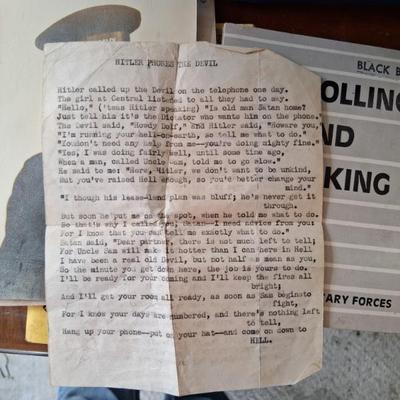 HITLER PHONES THE DEVIL
Hitler called up the Devil on the telephone one day.
The girl at Central listened to all they had to say.
"Hello," ('twas Hitler speaking) "Is old man Satan home?
Just tell him it's the Dictator who wants him on the phone."
The Devil said, "Howdy Dolf," and Hitler said, "Howare you,
"I'm running your hell-on-earth, so tell me what to do."
"Youdon't need any help from me--you're doing mighty fine."
"Yes, I was doing fairly well, until some time ago,
When a man, called Uncle Sam, told me to go slow."
He said to me: "Here, Hitler, we don't want to be unkind,
But you've raised Hell enough, so you'd better change your
mind."
"I though his lease-land plan was bluff; he's never get it
through.
But soon he put me on the spot, when he told me what to do.
So that's why I called you, Satan--I need advice from you;
For I know that you can tell me exactly what to do."
Satan said, "Dear partner, there is not much left to tell;
For Uncle Sam will make it hotter than I can here in Hell
I have been a real old Devil, but not half as mean as you,
So the minute you get down here, the job is yours to do.
I'll be ready for your coming and I'll keep the fires all
bright;
And I'll get your room all ready, as soon as Sam beginsto
fight,
For I know your days are numbered, and there's nothing left
to tell,
Hang up your phone--put on your hat--and come on down to
HELL.
BLACK B
OLLING
ND
KING
ARY FORCES